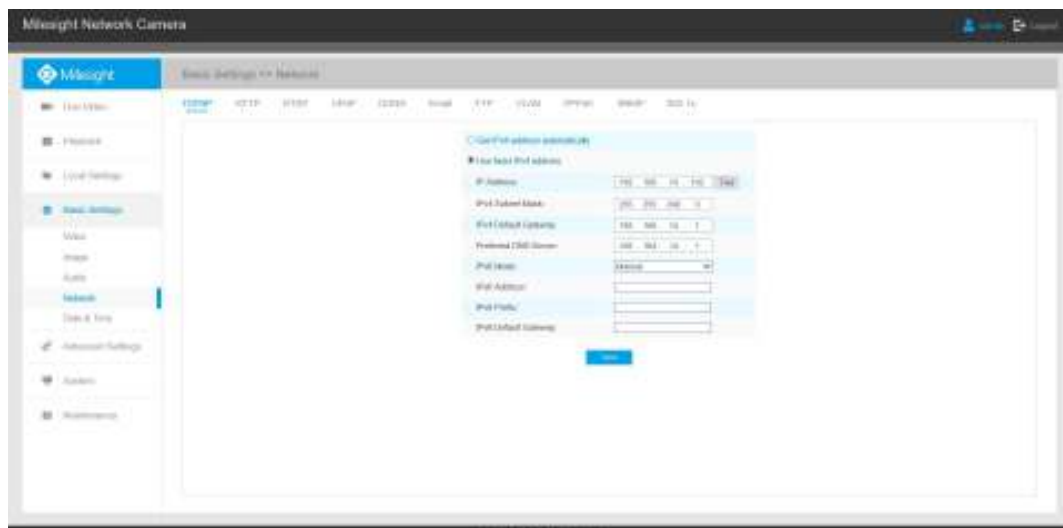 Milesight Network Camera
Milesight
Basic Settings >> Network
Live Video
TCP/IP HTTP RTSP UPnP DDNS Email FTP VLAN PPPoE SNMP 802.1x
Playback
Local Settings
Basic Settings
Video
Image
Audio
Network
Date & Time
Advanced Settings
System
Maintenance
Get IPv4 address automatically
Use fixed IPv4 address
IP Address Test
IPv4 Subnet Mask
IPv4 Default Gateway
Preferred DNS Server
IPv6 Mode Manual
IPv6 Address
IPv6 Prefix
IPv6 Default Gateway
Save